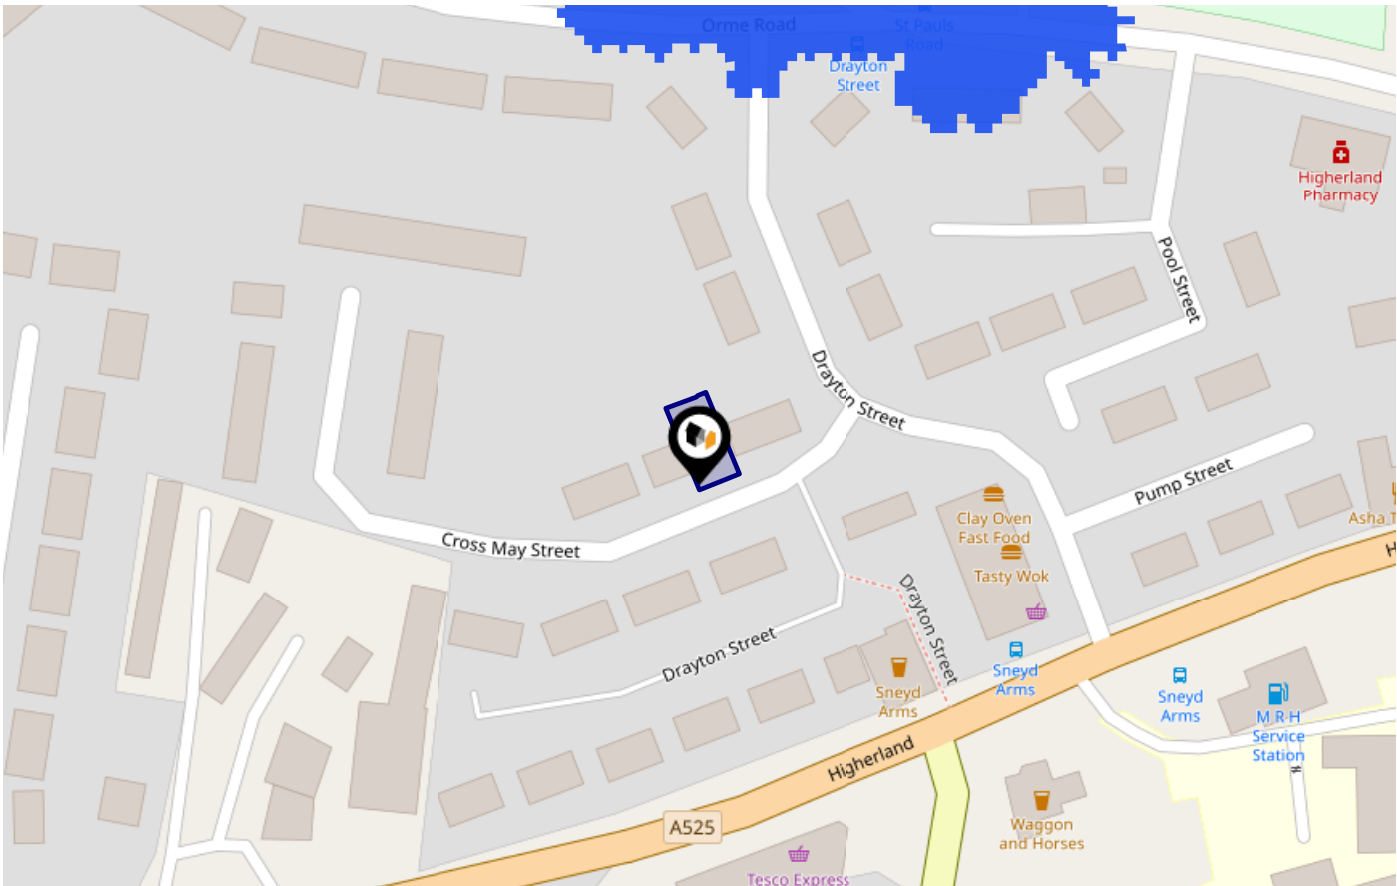 Orme Road
St Pauls
Road
Drayton
Street
Higherland
Pharmacy
Pool Street
Drayton Street
Clay Oven
Fast Food
Tasty Wok
Pump Street
Asha T
H
Cross May Street
Drayton Street
Drayton Street
Sneyd
Arms
Sneyd
Arms
Sneyd
Arms
M R H
Service
Station
Higherland
A525
Waggon
and Horses
Tesco Express